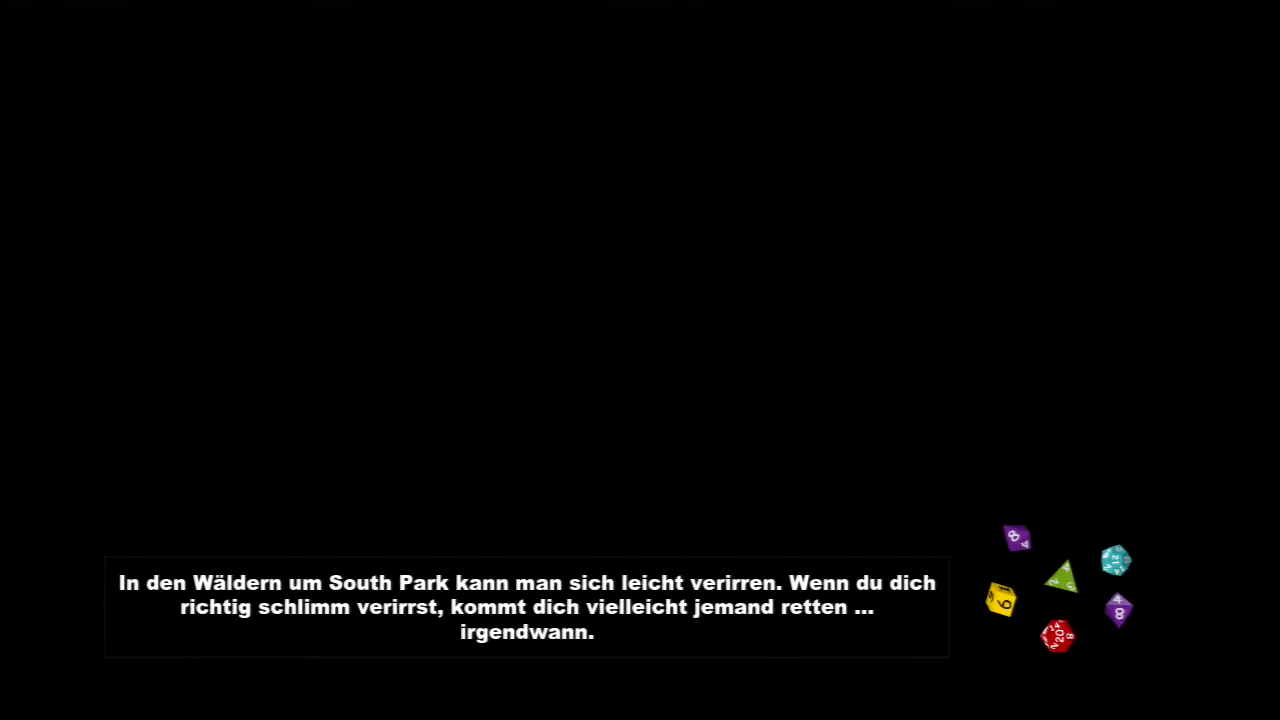 In den Wäldern um South Park kann man sich leicht verirren. Wenn du dich
richtig schlimm verirrst, kommt dich vielleicht jemand retten ...
irgendwann.